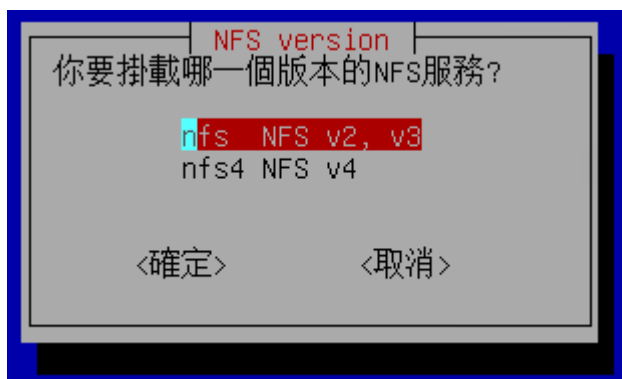 NFS version
你要掛載哪一個版本的NFS服務?
nfs NFS v2, v3
nfs4 NFS v4
<確定> <取消>